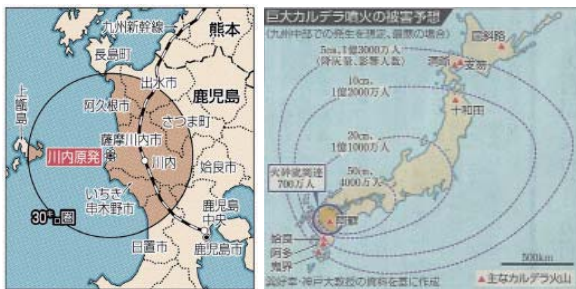 九州新幹線
熊本
長島町
出水市
鹿児島
阿久根市
さつま町
上甑島
薩摩川内市
川内原発
川内
姶良市
いちき
串木野市
鹿児島
中央
30キロ圏
日置市
鹿児島市
巨大カルデラ噴火の被害予想
(九州中部での発生を想定、最悪の場合)
5cm、1億3000万人
(降灰量、影響人数)
屈斜路
洞爺
支笏
10cm、
1億2000万人
十和田
20cm、
1億1000万人
火砕流関連
700万人
50cm、
4000万人
阿蘇
姶良
阿多
鬼界
500km
巽好幸・神戸大教授の資料を基に作成
▲主なカルデラ火山